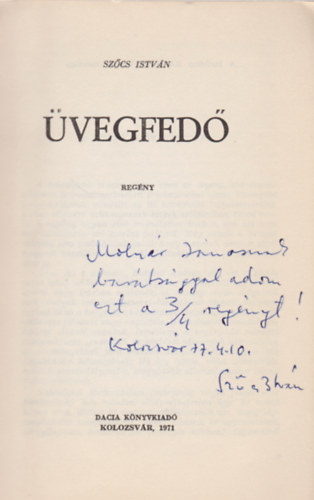 SZŐCS ISTVÁN
ÜVEGFEDŐ
REGÉNY
Molnár Jánosnak
barátsággal adom
ezt a 3/4 regényt!
Kolozsvár 77.4.10.
Szőcs István
DACIA KÖNYVKIADÓ
KOLOZSVÁR, 1971